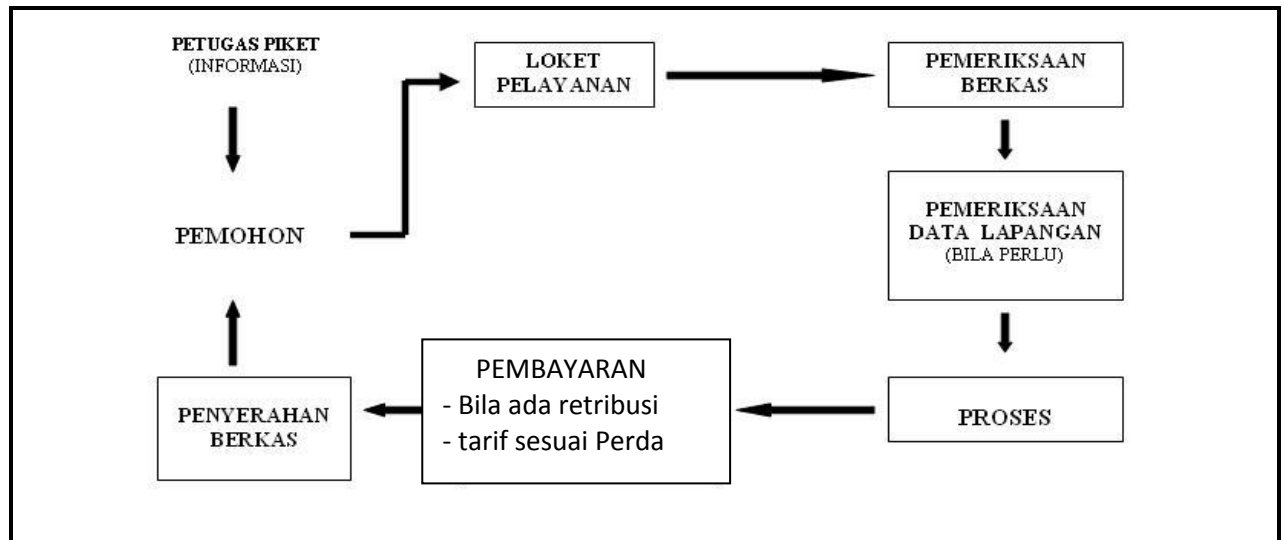 PETUGAS PIKET
(INFORMASI)
PEMOHON
LOKET
PELAYANAN
PEMERIKSAAN
BERKAS
PEMERIKSAAN
DATA LAPANGAN
(BILA PERLU)
PROSES
PEMBAYARAN
- Bila ada retribusi
- tarif sesuai Perda
PENYERAHAN
BERKAS